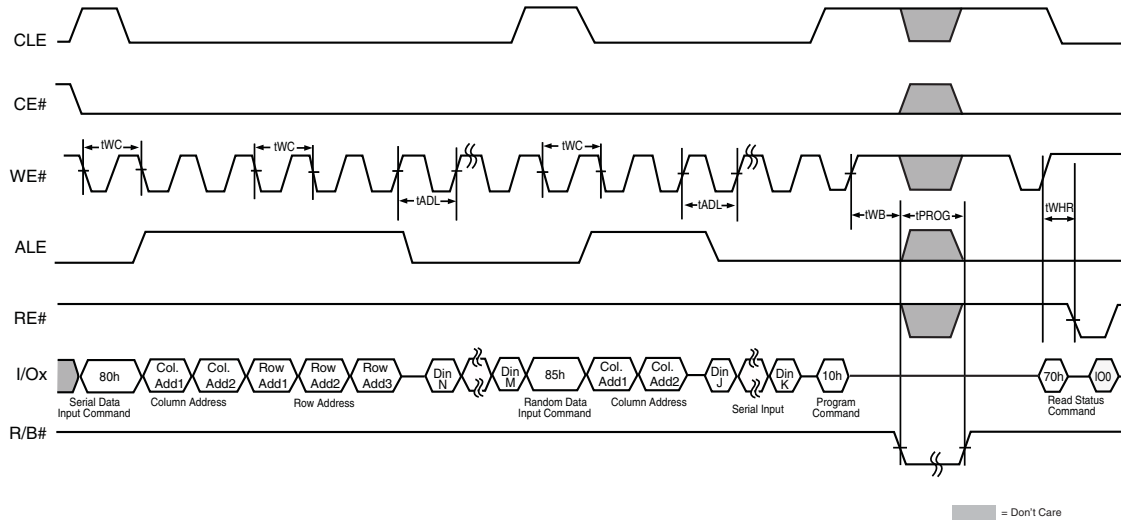 CLE
CE#
tWC tWC tWC
WE#
tADL tADL tWB tPROG tWHR
ALE
RE#
I/Ox 80h Col. Add1 Col. Add2 Row Add1 Row Add2 Row Add3 Din N Din M 85h Col. Add1 Col. Add2 Din J Din K 10h 70h IO0
Serial Data Input Command Column Address Row Address Random Data Input Command Column Address Serial Input Program Command Read Status Command
R/B#
= Don't Care